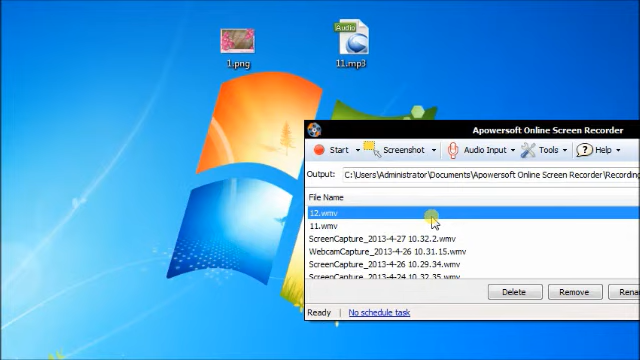 Audio
1.png
11.mp3
Apowersoft Online Screen Recorder
Start Screenshot Audio Input Tools Help
Output: C:\Users\Administrator\Documents\Apowersoft Online Screen Recorder\Recording
File Name
12.wmv
11.wmv
ScreenCapture_2013-4-27 10.32.2.wmv
WebcamCapture_2013-4-26 10.31.15.wmv
ScreenCapture_2013-4-26 10.29.34.wmv
ScreenCapture_2013-4-24 10.32.35.wmv
Delete Remove Rena
Ready | No schedule task